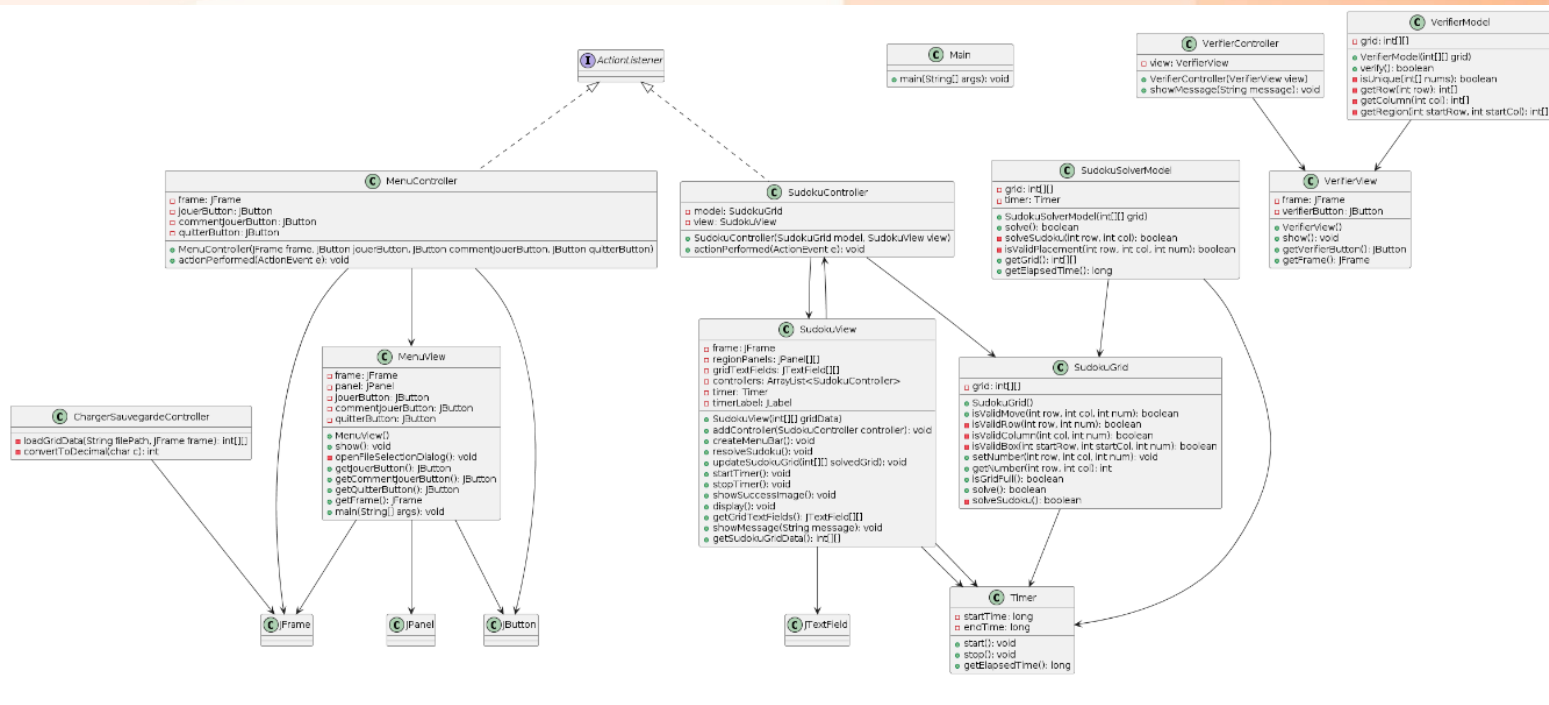 I ActionListener
C Main
main(String[] args): void
C VerifierController
view: VerifierView
VerifierController(VerifierView view)
showMessage(String message): void
C VerifierModel
grid: int[][]
VerifierModel(int[][] grid)
verify(): boolean
isUnique(int[] nums): boolean
getRow(int row): int[]
getColumn(int col): int[]
getRegion(int startRow, int startCol): int[]
C MenuController
frame: JFrame
jouerButton: JButton
commentJouerButton: JButton
quitterButton: JButton
MenuController(JFrame frame, JButton jouerButton, JButton commentJouerButton, JButton quitterButton)
actionPerformed(ActionEvent e): void
C SudokuController
model: SudokuGrid
view: SudokuView
SudokuController(SudokuGrid model, SudokuView view)
actionPerformed(ActionEvent e): void
C SudokuSolverModel
grid: int[][]
timer: Timer
SudokuSolverModel(int[][] grid)
solve(): boolean
solveSudoku(int row, int col): boolean
isValidPlacement(int row, int col, int num): boolean
getGrid(): int[][]
getElapsedTime(): long
C VerifierView
frame: JFrame
verifierButton: JButton
VerifierView()
show(): void
getVerifierButton(): JButton
getFrame(): JFrame
C ChargerSauvegardeController
loadGridData(String filePath, JFrame frame): int[][]
convertToDecimal(char c): int
C MenuView
frame: JFrame
panel: JPanel
jouerButton: JButton
commentJouerButton: JButton
quitterButton: JButton
MenuView()
show(): void
openFileSelectionDialog(): void
getJouerButton(): JButton
getCommentJouerButton(): JButton
getQuitterButton(): JButton
getFrame(): JFrame
main(String[] args): void
C SudokuView
frame: JFrame
regionPanels: JPanel[][]
gridTextFields: JTextField[][]
controllers: ArrayList<SudokuController>
timer: Timer
timerLabel: JLabel
SudokuView(int[][] gridData)
addController(SudokuController controller): void
createMenuBar(): void
resolveSudoku(): void
updateSudokuGrid(int[][] solvedGrid): void
startTimer(): void
stopTimer(): void
showSuccessImage(): void
display(): void
getGridTextFields(): JTextField[][]
showMessage(String message): void
getSudokuGridData(): int[][]
C SudokuGrid
grid: int[][]
SudokuGrid()
isValidMove(int row, int col, int num): boolean
isValidRow(int row, int num): boolean
isValidColumn(int col, int num): boolean
isValidBox(int startRow, int startCol, int num): boolean
setNumber(int row, int col, int num): void
getNumber(int row, int col): int
isGridFull(): boolean
solve(): boolean
solveSudoku(): boolean
C JFrame
C JPanel
C JButton
C JTextField
C Timer
startTime: long
endTime: long
start(): void
stop(): void
getElapsedTime(): long